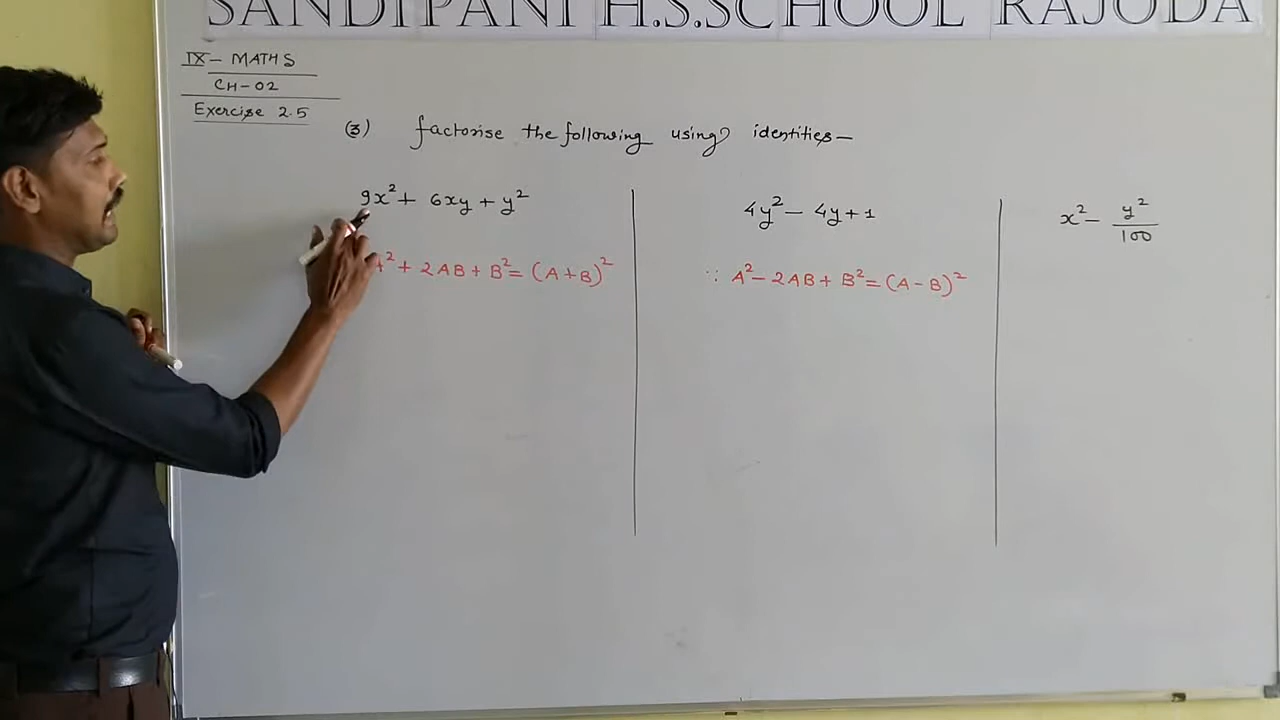 SANDIPANI H.S.SCHOOL RAJODA
IX - MATHS
CH-02
Exercise 2.5
(3) factorise the following using identities-
9x² + 6xy + y²
A² + 2AB + B² = (A+B)²
4y² - 4y + 1
∵ A² - 2AB + B² = (A - B)²
x² - y²/100